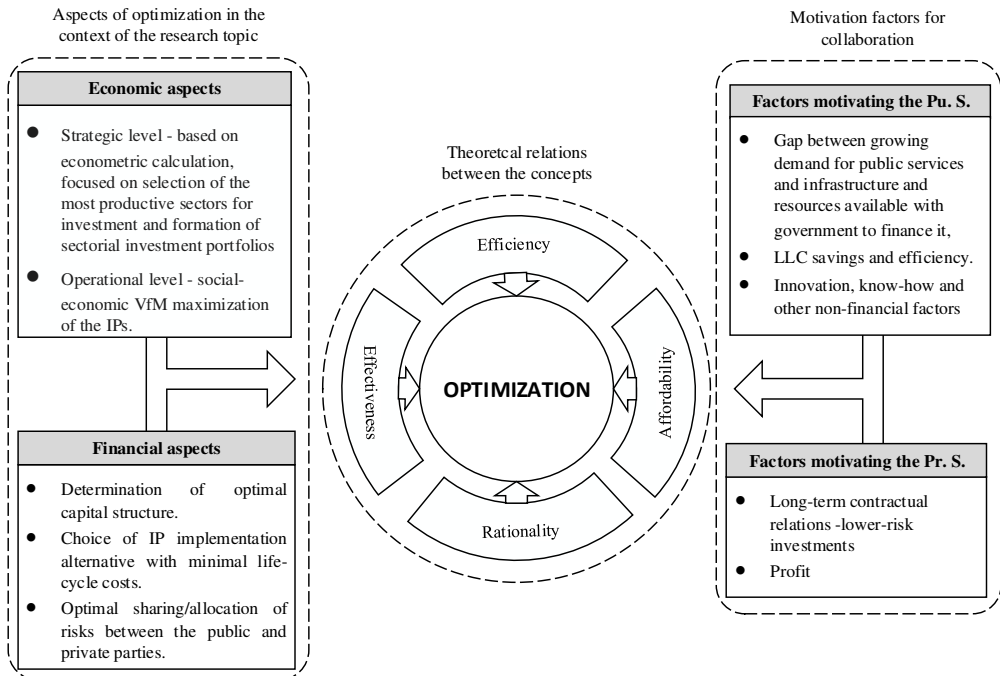 Aspects of optimization in the
context of the research topic
Economic aspects
● Strategic level - based on
econometric calculation,
focused on selection of the
most productive sectors for
investment and formation of
sectorial investment portfolios
● Operational level - social-
economic VfM maximization
of the IPs.
Financial aspects
● Determination of optimal
capital structure.
● Choice of IP implementation
alternative with minimal life-
cycle costs.
● Optimal sharing/allocation of
risks between the public and
private parties.
Theoretcal relations
between the concepts
Efficiency
Effectiveness
OPTIMIZATION
Affordability
Rationality
Motivation factors for
collaboration
Factors motivating the Pu. S.
● Gap between growing
demand for public services
and infrastructure and
resources available with
government to finance it,
● LLC savings and efficiency.
● Innovation, know-how and
other non-financial factors
Factors motivating the Pr. S.
● Long-term contractual
relations -lower-risk
investments
● Profit